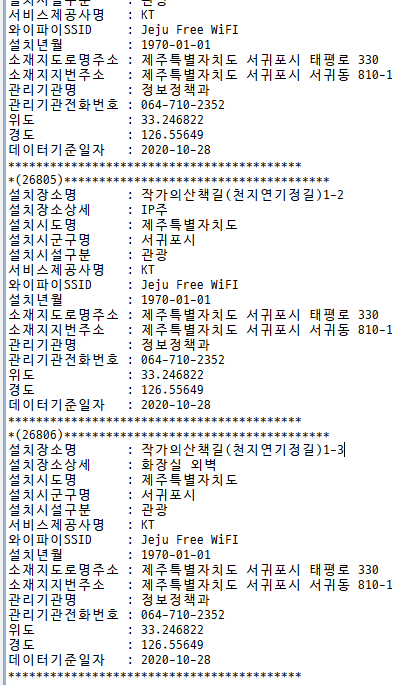 설치시설구분 : 관광
서비스제공사명 : KT
와이파이SSID : Jeju Free WiFI
설치년월 : 1970-01-01
소재지도로명주소 : 제주특별자치도 서귀포시 태평로 330
소재지지번주소 : 제주특별자치도 서귀포시 서귀동 810-1
관리기관명 : 정보정책과
관리기관전화번호 : 064-710-2352
위도 : 33.246822
경도 : 126.55649
데이터기준일자 : 2020-10-28
******************************************
*(26805)**************************************
설치장소명 : 작가의산책길(천지연기정길)1-2
설치장소상세 : IP주
설치시도명 : 제주특별자치도
설치시군구명 : 서귀포시
설치시설구분 : 관광
서비스제공사명 : KT
와이파이SSID : Jeju Free WiFI
설치년월 : 1970-01-01
소재지도로명주소 : 제주특별자치도 서귀포시 태평로 330
소재지지번주소 : 제주특별자치도 서귀포시 서귀동 810-1
관리기관명 : 정보정책과
관리기관전화번호 : 064-710-2352
위도 : 33.246822
경도 : 126.55649
데이터기준일자 : 2020-10-28
******************************************
*(26806)**************************************
설치장소명 : 작가의산책길(천지연기정길)1-3
설치장소상세 : 화장실 외벽
설치시도명 : 제주특별자치도
설치시군구명 : 서귀포시
설치시설구분 : 관광
서비스제공사명 : KT
와이파이SSID : Jeju Free WiFI
설치년월 : 1970-01-01
소재지도로명주소 : 제주특별자치도 서귀포시 태평로 330
소재지지번주소 : 제주특별자치도 서귀포시 서귀동 810-1
관리기관명 : 정보정책과
관리기관전화번호 : 064-710-2352
위도 : 33.246822
경도 : 126.55649
데이터기준일자 : 2020-10-28
******************************************